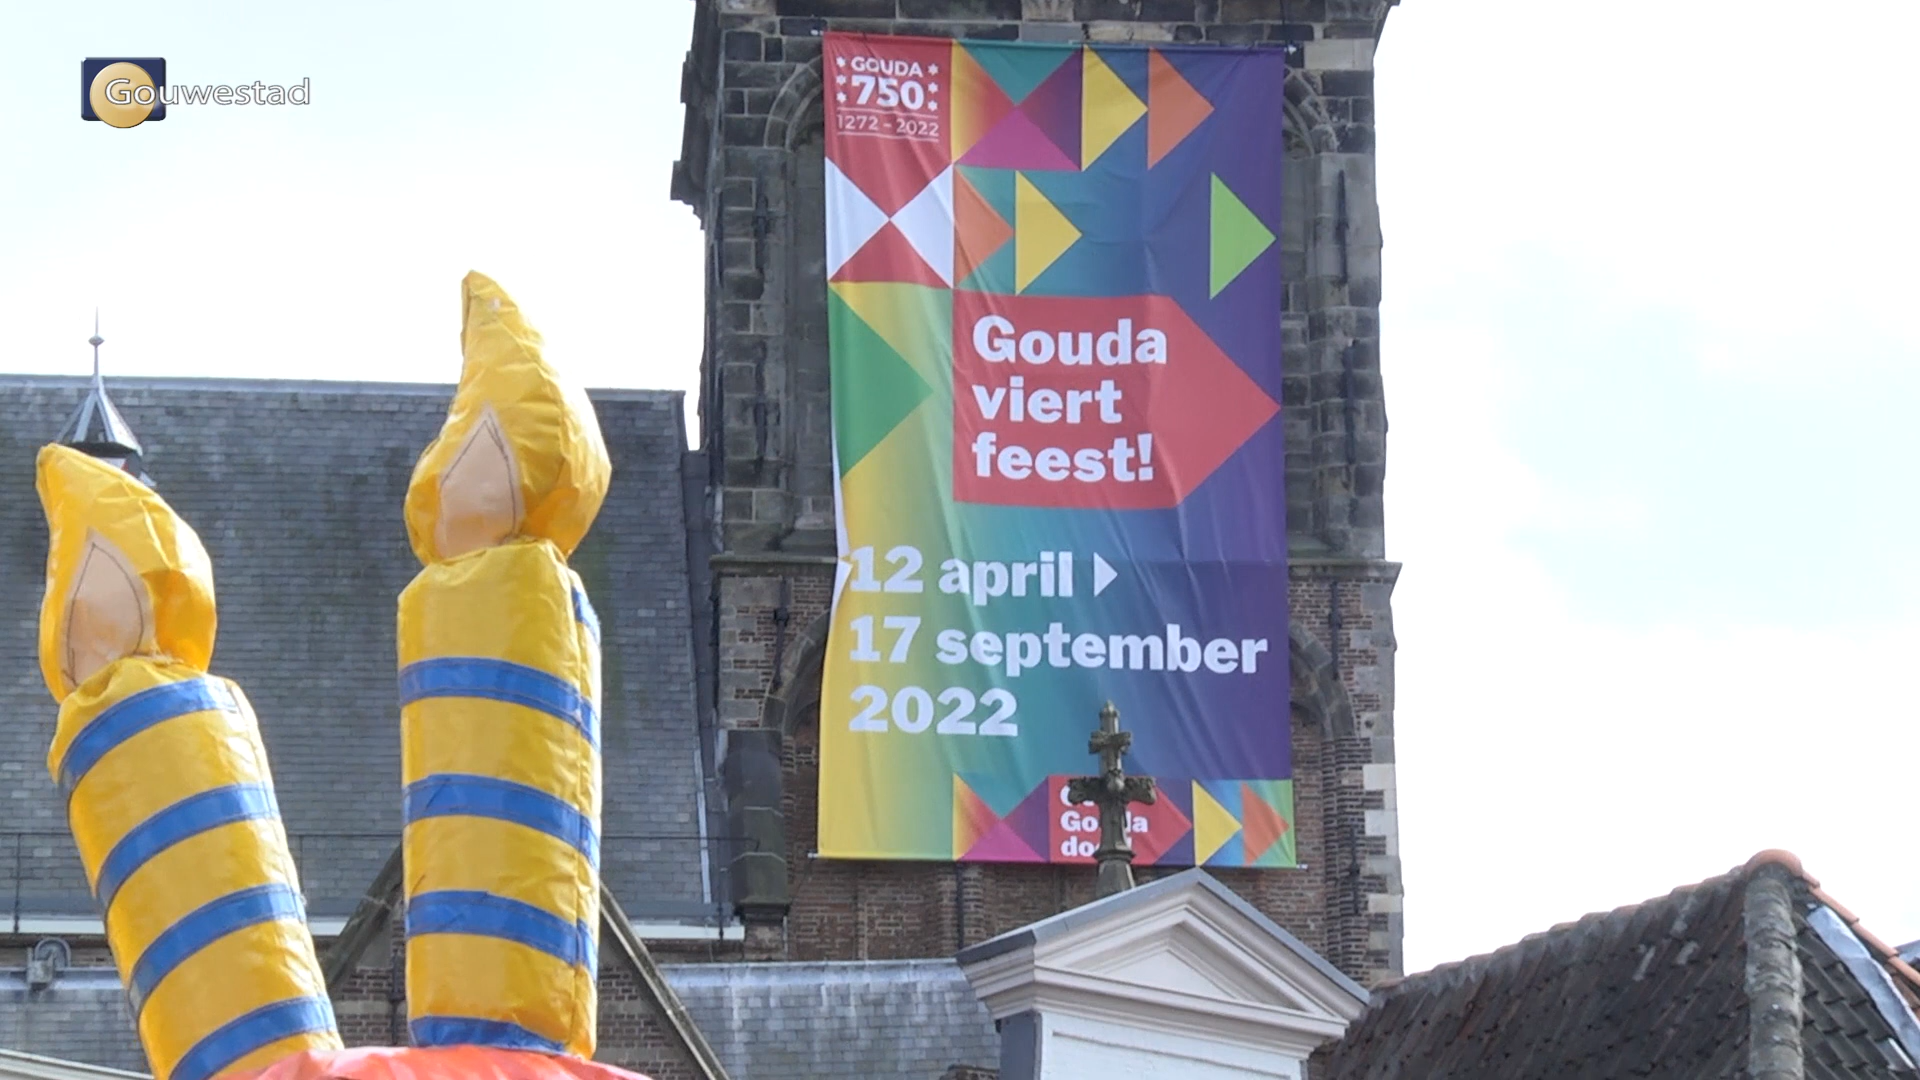 Gouwestad
GOUDA
750
1272 - 2022
Gouda
viert
feest!
12 april
17 september
2022